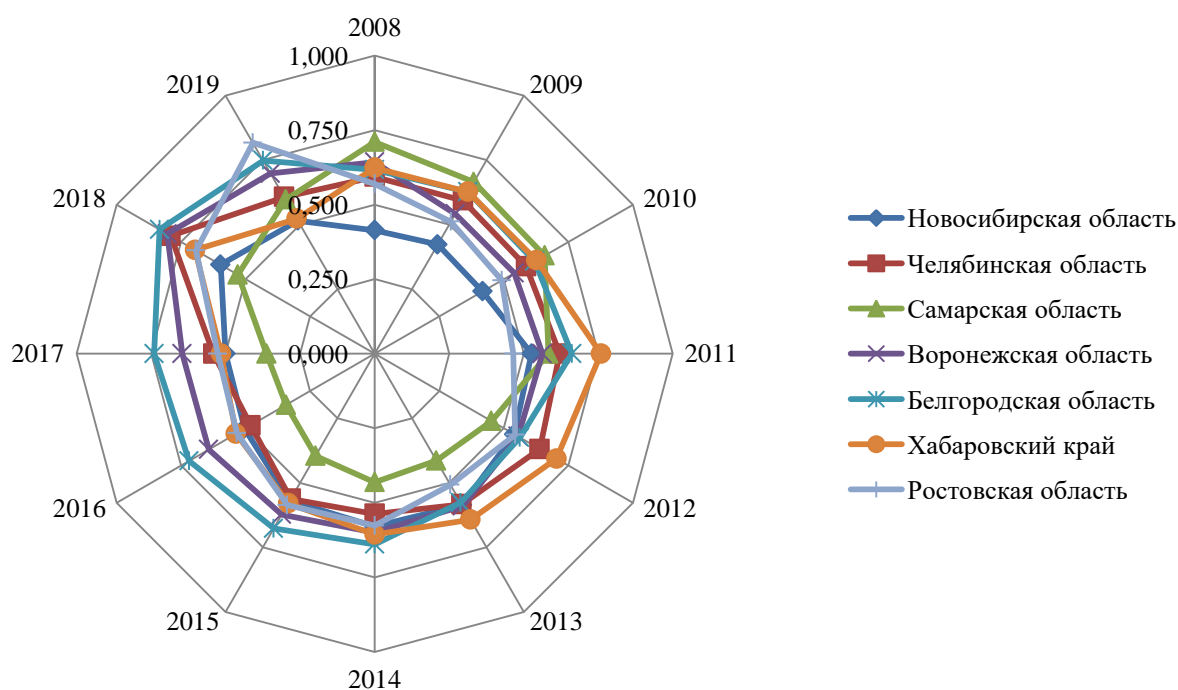 2008
1,000
2019
2009
0,750
2018
0,500
2010
Новосибирская область
0,250
Челябинская область
Самарская область
2017
0,000
2011
Воронежская область
Белгородская область
Хабаровский край
Ростовская область
2016
2012
2015
2013
2014